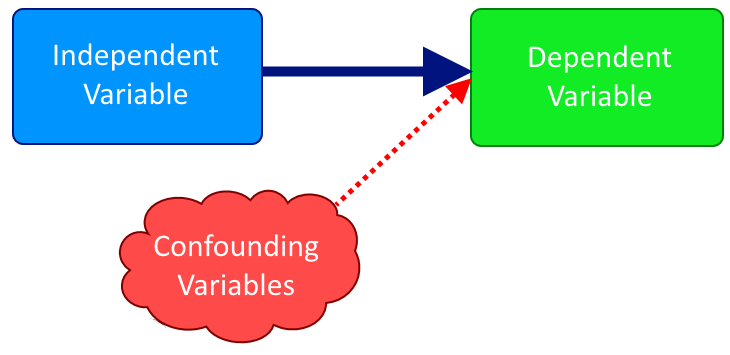 Independent
Variable
Dependent
Variable
Confounding
Variables